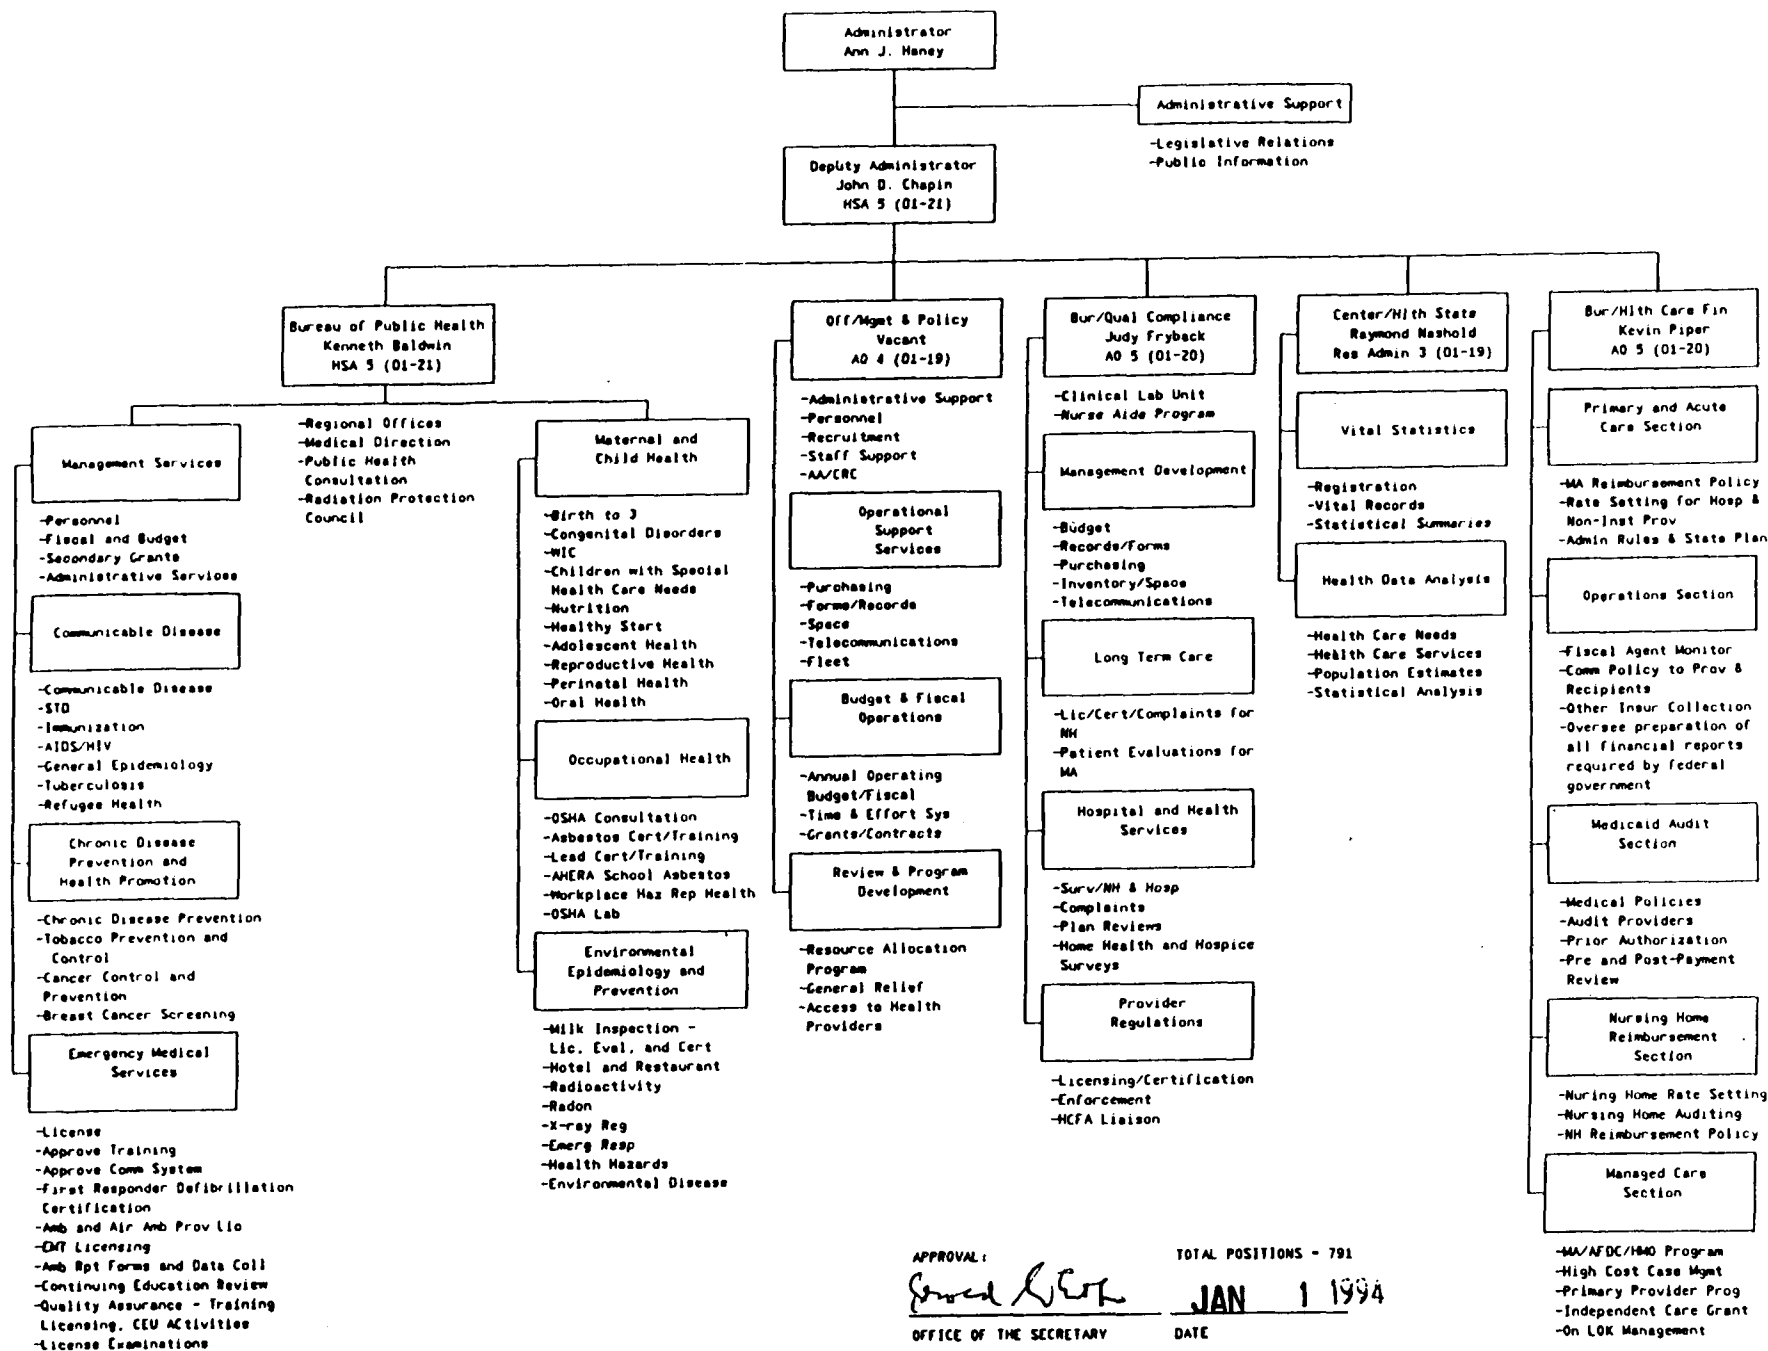 Administrator
Ann J. Haney
Administrative Support
-Legislative Relations
-Public Information
Deputy Administrator
John D. Chapin
HSA 5 (01-21)
Bureau of Public Health
Kenneth Baldwin
HSA 5 (01-21)
-Regional Offices
-Medical Direction
-Public Health
Consultation
-Radiation Protection
Council
Management Services
-Personnel
-Fiscal and Budget
-Secondary Grants
-Administrative Services
Communicable Disease
-Communicable Disease
-STD
-Immunization
-AIDS/HIV
-General Epidemiology
-Tuberculosis
-Refugee Health
Chronic Disease
Prevention and
Health Promotion
-Chronic Disease Prevention
-Tobacco Prevention and
Control
-Cancer Control and
Prevention
-Breast Cancer Screening
Emergency Medical
Services
-License
-Approve Training
-Approve Comm System
-First Responder Defibrillation
Certification
-Amb and Air Amb Prov Lic
-EMT Licensing
-Amb Rpt Forms and Data Coll
-Continuing Education Review
-Quality Assurance - Training
Licensing, CEU ACtivities
-License Examinations
Maternal and
Child Health
-Birth to 3
-Congenital Disorders
-WIC
-Children with Special
Health Care Needs
-Nutrition
-Healthy Start
-Adolescent Health
-Reproductive Health
-Perinatal Health
-Oral Health
Occupational Health
-OSHA Consultation
-Asbestos Cert/Training
-Lead Cert/Training
-AHERA School Asbestos
-Workplace Haz Rep Health
-OSHA Lab
Environmental
Epidemiology and
Prevention
-Milk Inspection -
Lic, Eval, and Cert
-Hotel and Restaurant
-Radioactivity
-Radon
-X-ray Reg
-Emerg Resp
-Health Hazards
-Environmental Disease
Off/Mgmt & Policy
Vacant
AO 4 (01-19)
-Administrative Support
-Personnel
-Recruitment
-Staff Support
-AA/CRC
Operational
Support
Services
-Purchasing
-Forms/Records
-Space
-Telecommunications
-Fleet
Budget & Fiscal
Operations
-Annual Operating
Budget/Fiscal
-Time & Effort Sys
-Grants/Contracts
Review & Program
Development
-Resource Allocation
Program
-General Relief
-Access to Health
Providers
Bur/Qual Compliance
Judy Fryback
AO 5 (01-20)
-Clinical Lab Unit
-Nurse Aide Program
Management Development
-Budget
-Records/Forms
-Purchasing
-Inventory/Space
-Telecommunications
Long Term Care
-Lic/Cert/Complaints for
NH
-Patient Evaluations for
MA
Hospital and Health
Services
-Surv/NH & Hosp
-Complaints
-Plan Reviews
-Home Health and Hospice
Surveys
Provider
Regulations
-Licensing/Certification
-Enforcement
-HCFA Liaison
Center/Hlth Stats
Raymond Nashold
Res Admin 3 (01-19)
Vital Statistics
-Registration
-Vital Records
-Statistical Summaries
Health Data Analysis
-Health Care Needs
-Health Care Services
-Population Estimates
-Statistical Analysis
Bur/Hlth Care Fin
Kevin Piper
AO 5 (01-20)
Primary and Acute
Care Section
-MA Reimbursement Policy
-Rate Setting for Hosp &
Non-Inst Prov
-Admin Rules & State Plan
Operations Section
-Fiscal Agent Monitor
-Comm Policy to Prov &
Recipients
-Other Insur Collection
-Oversee preparation of
all financial reports
required by federal
government
Medicaid Audit
Section
-Medical Policies
-Audit Providers
-Prior Authorization
-Pre and Post-Payment
Review
Nursing Home
Reimbursement
Section
-Nuring Home Rate Setting
-Nursing Home Auditing
-NH Reimbursement Policy
Managed Care
Section
-MA/AFDC/HMO Program
-High Cost Case Mgmt
-Primary Provider Prog
-Independent Care Grant
-On LOK Management
APPROVAL:
TOTAL POSITIONS - 791
JAN 1 1994
OFFICE OF THE SECRETARY
DATE